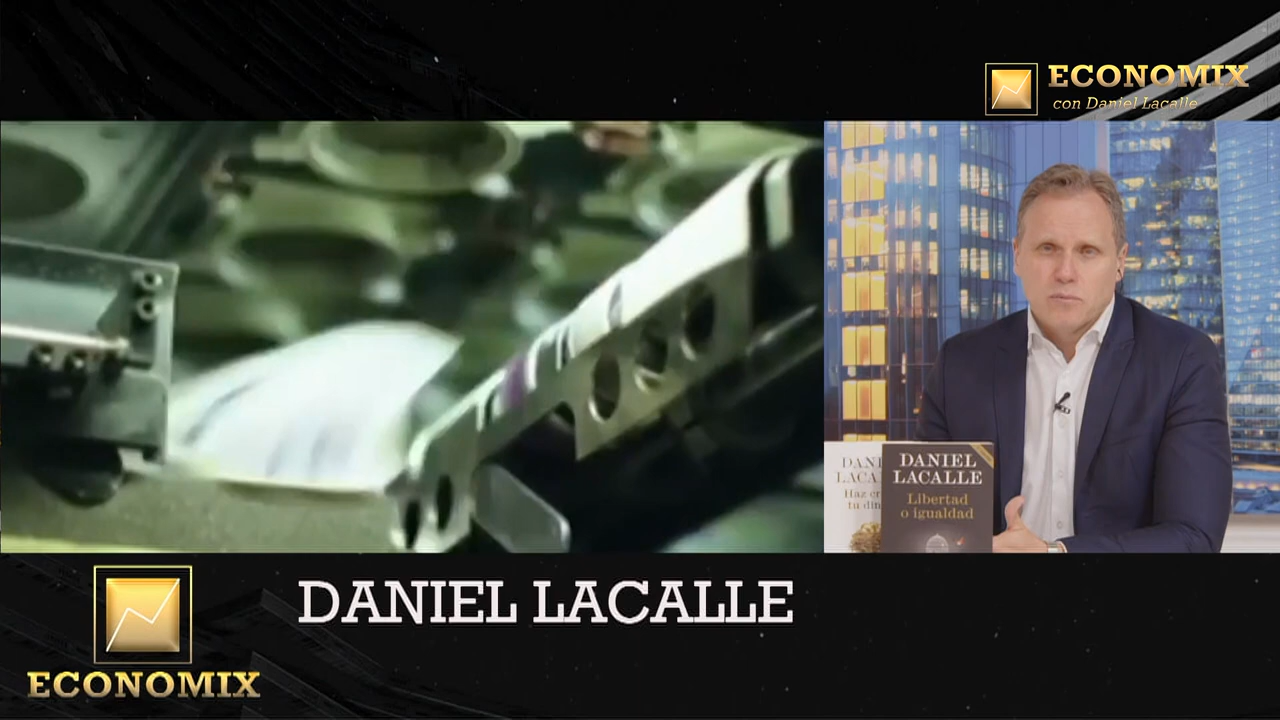 ECONOMIX
con Daniel Lacalle
DANIEL
LACALLE
Libertad
o igualdad
DANIEL LACALLE
ECONOMIX